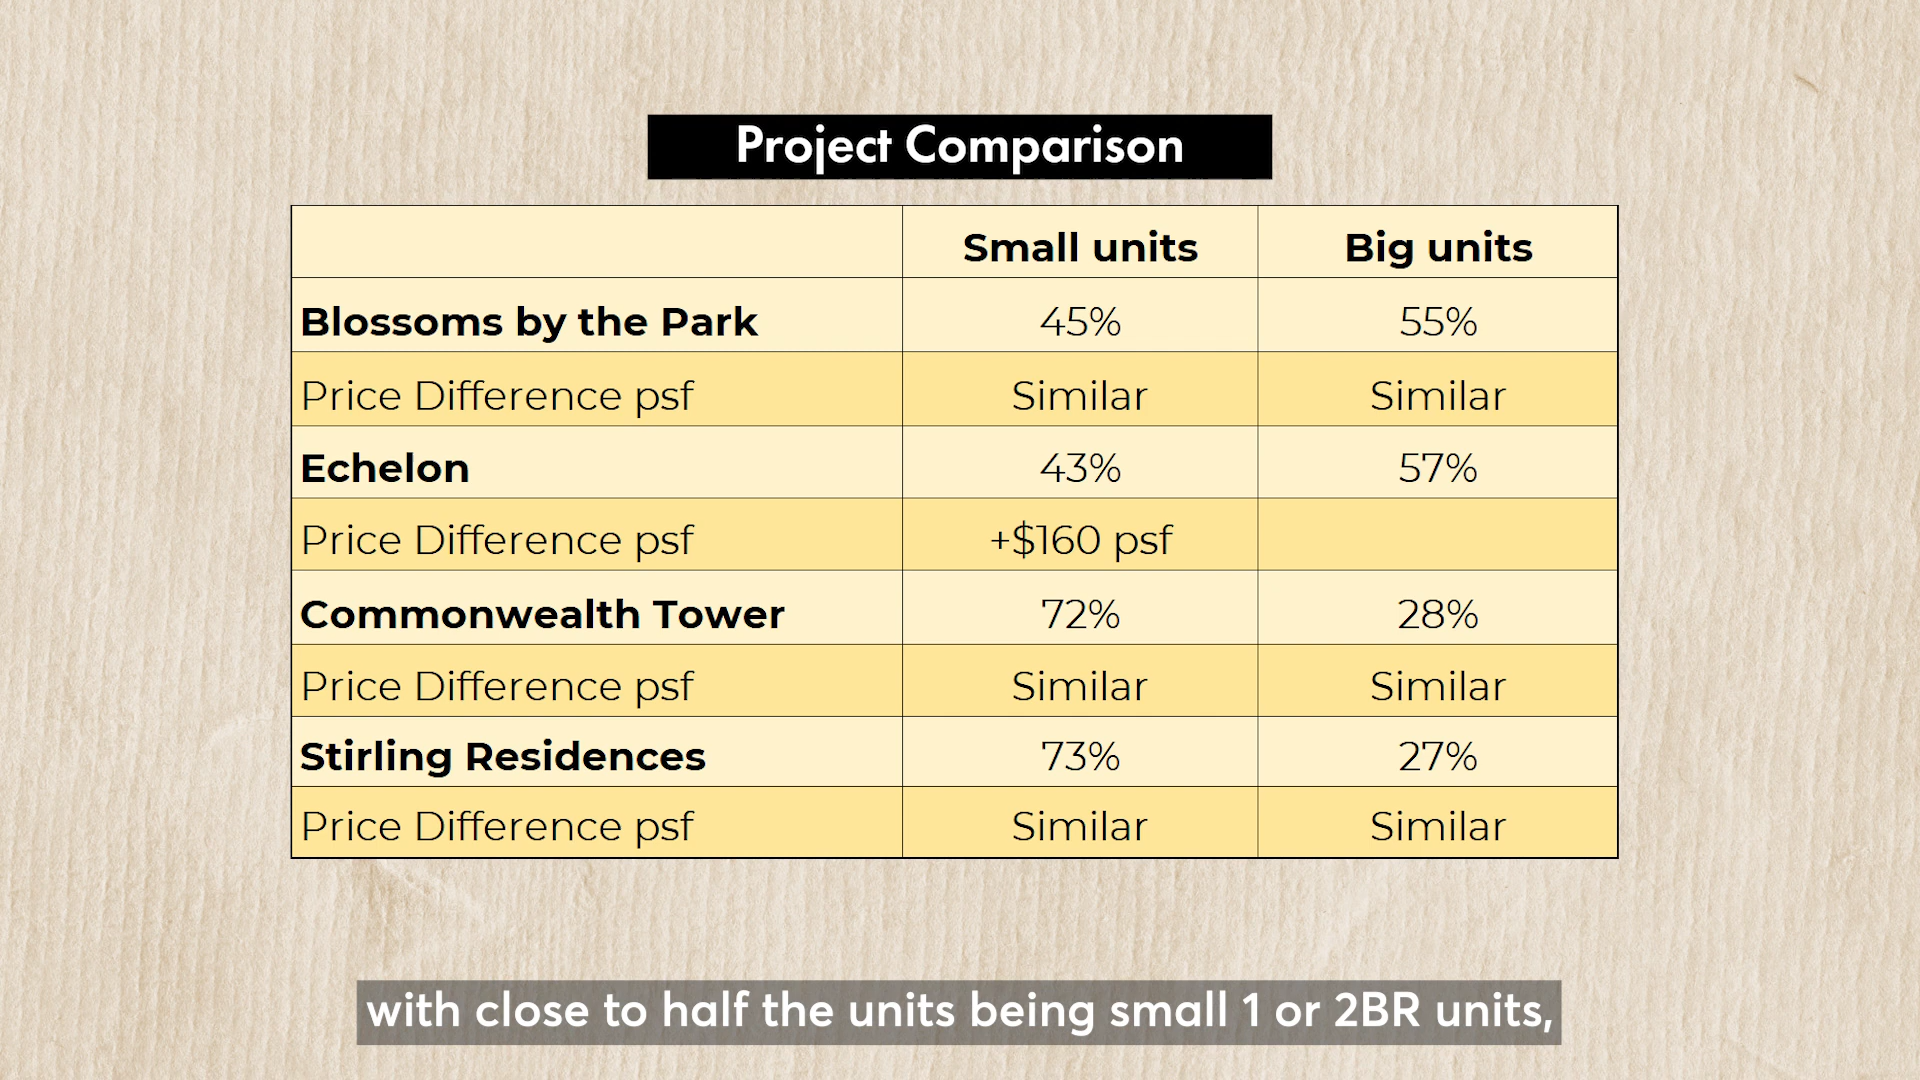 Project Comparison
Small units Big units
Blossoms by the Park 45% 55%
Price Difference psf Similar Similar
Echelon 43% 57%
Price Difference psf +$160 psf
Commonwealth Tower 72% 28%
Price Difference psf Similar Similar
Stirling Residences 73% 27%
Price Difference psf Similar Similar
with close to half the units being small 1 or 2BR units,